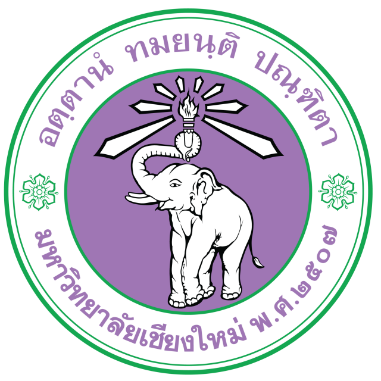 อตฺตานํ ทมยนฺติ ปณฺฑิตา
มหาวิทยาลัยเชียงใหม่ พ.ศ.๒๕๐๗